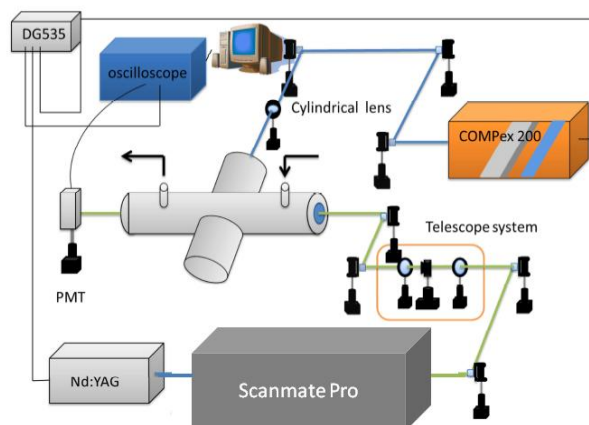 DG535
oscilloscope
Cylindrical lens
COMPex 200
Telescope system
PMT
Nd:YAG
Scanmate Pro